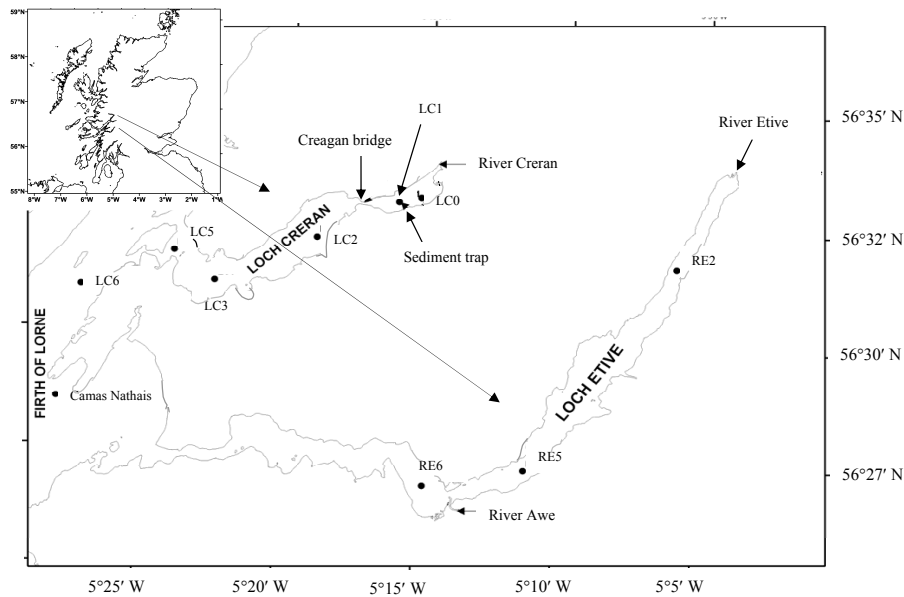 59°N
58°N
57°N
56°N
55°N
8°W 7°W 6°W 5°W 4°W 3°W 2°W 1°W
LC1
Creagan bridge
River Creran
River Etive
56°35′ N
LC0
LOCH CRERAN
LC5
LC2
Sediment trap
56°32′ N
LC6
LC3
RE2
FIRTH OF LORNE
Camas Nathais
LOCH ETIVE
56°30′ N
RE6
RE5
56°27′ N
River Awe
5°25′ W 5°20′ W 5°15′ W 5°10′ W 5°5′ W